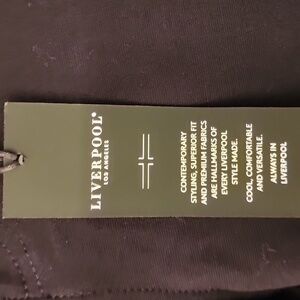 LIVERPOOL®
LOS ANGELES
CONTEMPORARY
STYLING, SUPERIOR FIT
AND PREMIUM FABRICS
ARE HALLMARKS OF
EVERY LIVERPOOL
STYLE MADE.
COOL, COMFORTABLE
AND VERSATILE.
ALWAYS IN
LIVERPOOL